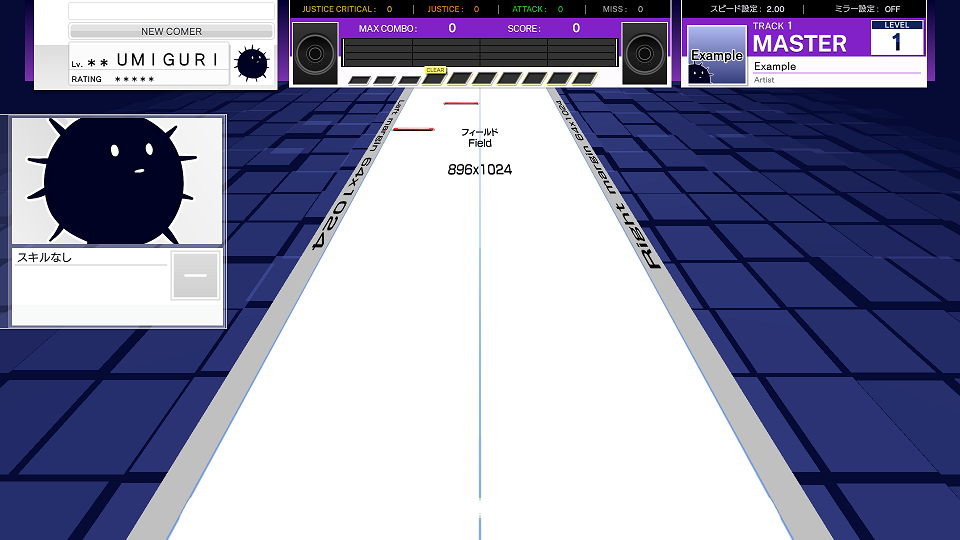 NEW COMER
Lv. ** UMIGURI
RATING *****
JUSTICE CRITICAL: 0 | JUSTICE: 0 | ATTACK: 0 | MISS: 0
MAX COMBO: 0 SCORE: 0
CLEAR
スピード設定: 2.00 | ミラー設定: OFF
TRACK 1
MASTER
LEVEL
1
Example
Example
Artist
Left margin 64x1024
フィールド
Field
896x1024
Right margin 64x1024
スキルなし